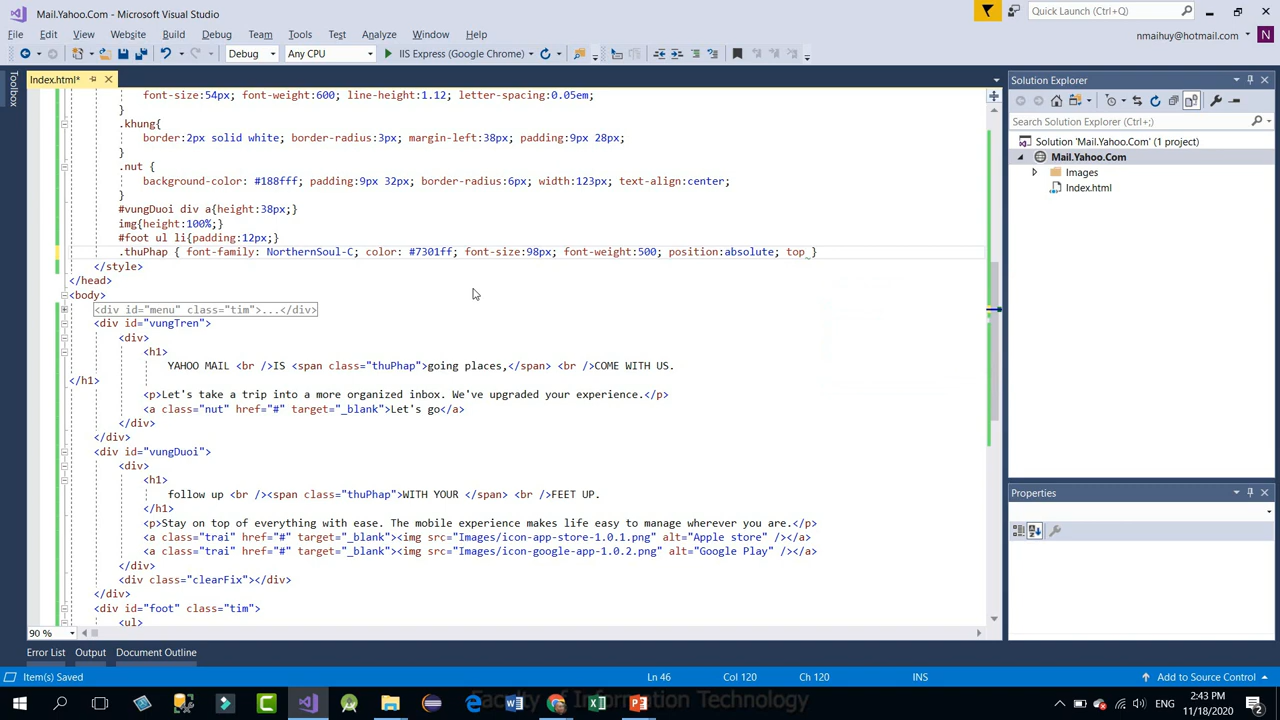 Mail.Yahoo.Com - Microsoft Visual Studio
Quick Launch (Ctrl+;)
File Edit View Website Build Debug Team Tools Test Analyze Window Help
nmaihuy@hotmail.com
N
Debug
Any CPU
IIS Express (Google Chrome)
Toolbox
Index.html*
font-size:54px; font-weight:600; line-height:1.12; letter-spacing:0.05em;
}
.khung{
border:2px solid white; border-radius:3px; margin-left:38px; padding:9px 28px;
}
.nut {
background-color: #188fff; padding:9px 32px; border-radius:6px; width:123px; text-align:center;
}
#vungDuoi div a{height:38px;}
img{height:100%;}
#foot ul li{padding:12px;}
.thuPhap { font-family: NorthernSoul-C; color: #7301ff; font-size:98px; font-weight:500; position:absolute; top }
</style>
</head>
<body>
<div id="menu" class="tim">...</div>
<div id="vungTren">
<div>
<h1>
YAHOO MAIL <br />IS <span class="thuPhap">going places,</span> <br />COME WITH US.
</h1>
<p>Let's take a trip into a more organized inbox. We've upgraded your experience.</p>
<a class="nut" href="#" target="_blank">Let's go</a>
</div>
</div>
<div id="vungDuoi">
<div>
<h1>
follow up <br /><span class="thuPhap">WITH YOUR </span> <br />FEET UP.
</h1>
<p>Stay on top of everything with ease. The mobile experience makes life easy to manage wherever you are.</p>
<a class="trai" href="#" target="_blank"><img src="Images/icon-app-store-1.0.1.png" alt="Apple store" /></a>
<a class="trai" href="#" target="_blank"><img src="Images/icon-google-app-1.0.2.png" alt="Google Play" /></a>
</div>
<div class="clearFix"></div>
</div>
<div id="foot" class="tim">
<ul>
90 %
Solution Explorer
Search Solution Explorer (Ctrl+;)
Solution 'Mail.Yahoo.Com' (1 project)
Mail.Yahoo.Com
Images
Index.html
Properties
Error List Output Document Outline
Item(s) Saved
Ln 46
Col 120
Ch 120
INS
Add to Source Control
Faculty of Information Technology
ENG
2:43 PM
11/18/2020
2